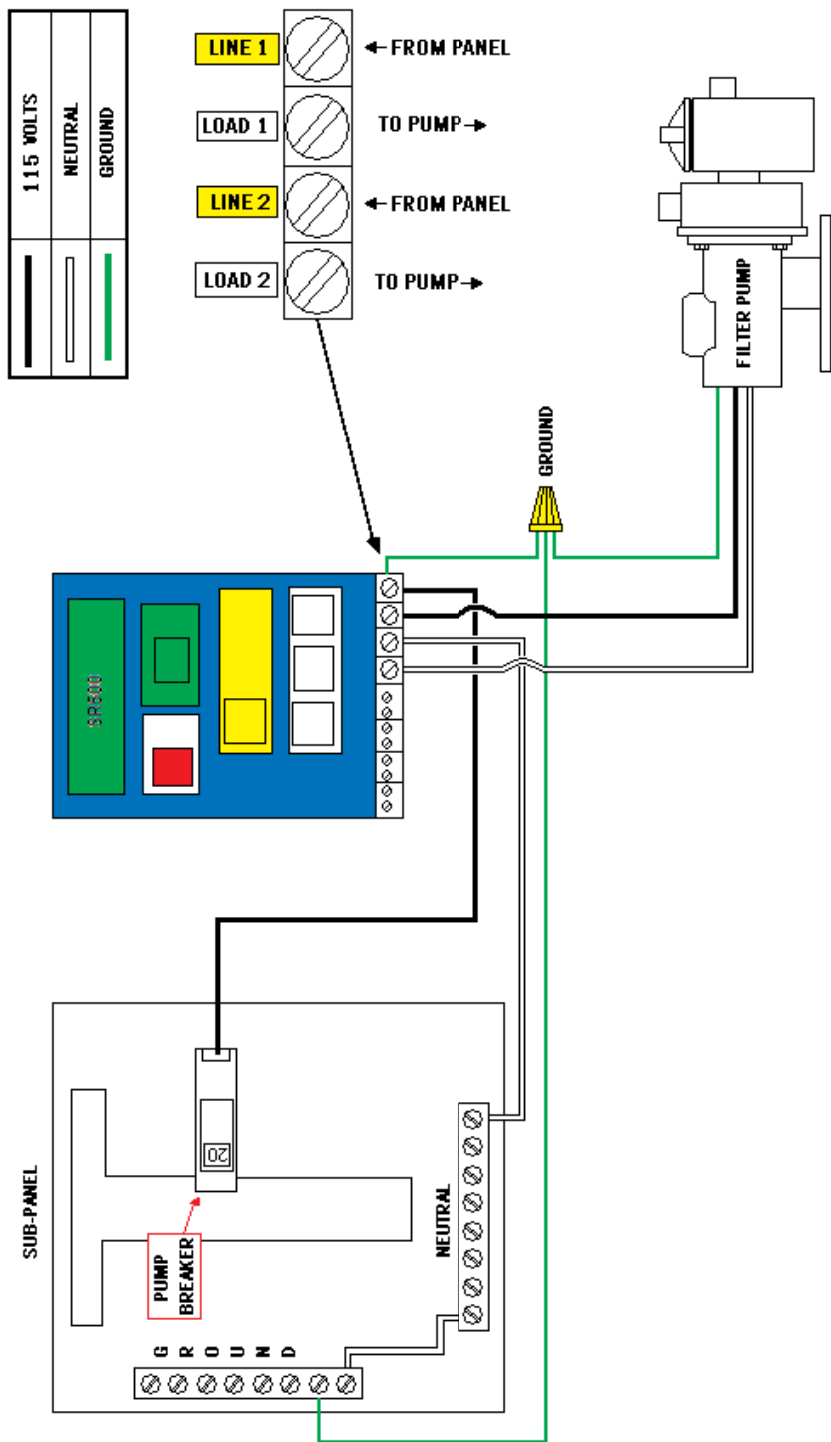 115 VOLTS
NEUTRAL
GROUND
LINE 1
←FROM PANEL
LOAD 1
TO PUMP→
LINE 2
←FROM PANEL
LOAD 2
TO PUMP→
FILTER PUMP
GROUND
SR500
SUB-PANEL
20
PUMP
BREAKER
NEUTRAL
GROUND